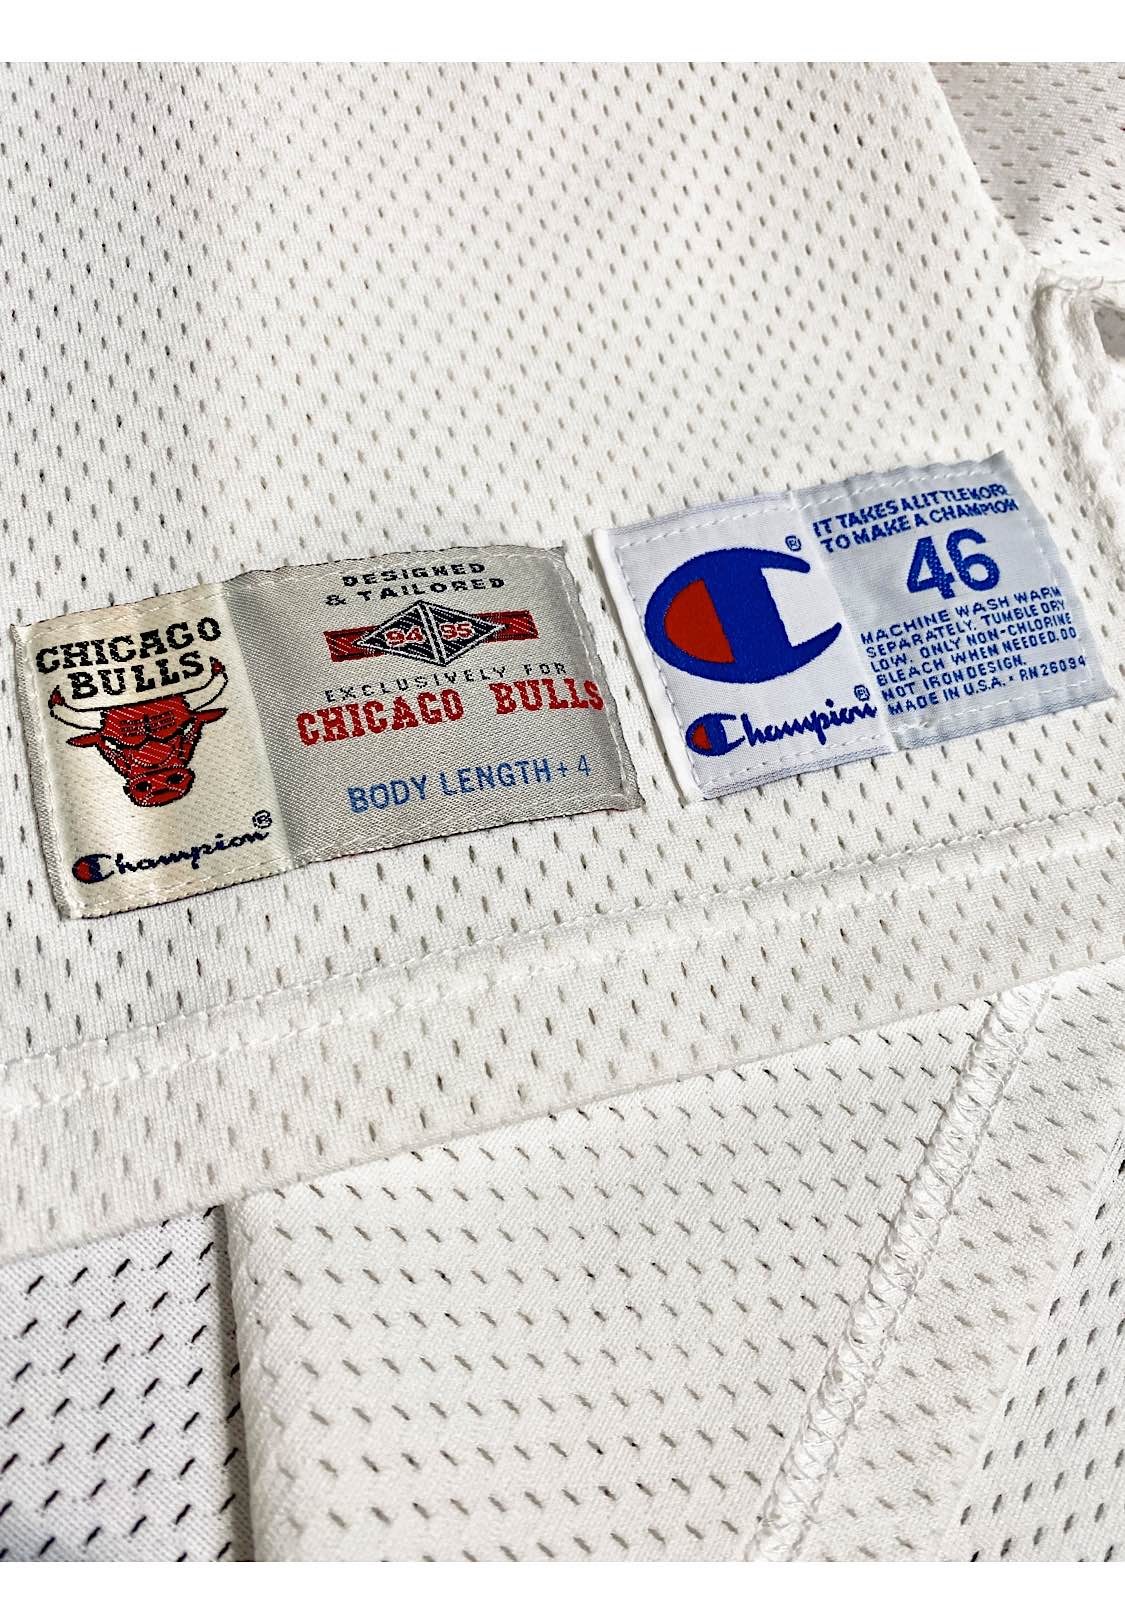 CHICAGO
BULLS
Champion®
DESIGNED
& TAILORED
94 95
EXCLUSIVELY FOR
CHICAGO BULLS
BODY LENGTH + 4
®
Champion®
IT TAKES A LITTLE MORE
TO MAKE A CHAMPION
46
MACHINE WASH WARM
SEPARATELY. TUMBLE DRY
LOW. ONLY NON-CHLORINE
BLEACH WHEN NEEDED. DO
NOT IRON DESIGN.
MADE IN U.S.A. * RN 26094